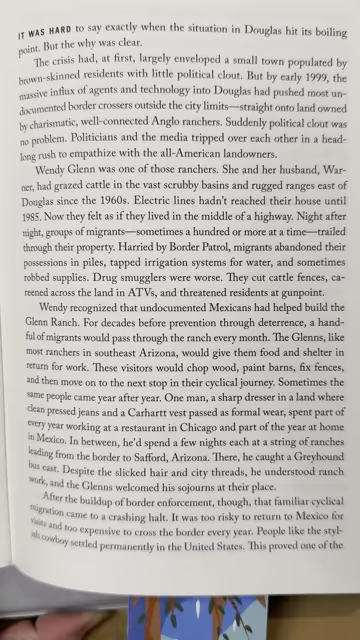 IT WAS HARD to say exactly when the situation in Douglas hit its boiling
point. But the why was clear.
The crisis had, at first, largely enveloped a small town populated by
brown-skinned residents with little political clout. But by early 1999, the
massive influx of agents and technology into Douglas had pushed most un-
documented border crossers outside the city limits—straight onto land owned
by charismatic, well-connected Anglo ranchers. Suddenly political clout was
no problem. Politicians and the media tripped over each other in a head-
long rush to empathize with the all-American landowners.
Wendy Glenn was one of those ranchers. She and her husband, War-
ner, had grazed cattle in the vast scrubby basins and rugged ranges east of
Douglas since the 1960s. Electric lines hadn't reached their house until
1985. Now they felt as if they lived in the middle of a highway. Night after
night, groups of migrants—sometimes a hundred or more at a time—trailed
through their property. Harried by Border Patrol, migrants abandoned their
possessions in piles, tapped irrigation systems for water, and sometimes
robbed supplies. Drug smugglers were worse. They cut cattle fences, ca-
reened across the land in ATVs, and threatened residents at gunpoint.
Wendy recognized that undocumented Mexicans had helped build the
Glenn Ranch. For decades before prevention through deterrence, a hand-
ful of migrants would pass through the ranch every month. The Glenns, like
most ranchers in southeast Arizona, would give them food and shelter in
return for work. These visitors would chop wood, paint barns, fix fences,
and then move on to the next stop in their cyclical journey. Sometimes the
same people came year after year. One man, a sharp dresser in a land where
clean pressed jeans and a Carhartt vest passed as formal wear, spent part of
every year working at a restaurant in Chicago and part of the year at home
in Mexico. In between, he'd spend a few nights each at a string of ranches
leading from the border to Safford, Arizona. There, he caught a Greyhound
bus east. Despite the slicked hair and city threads, he understood ranch
work, and the Glenns welcomed his sojourns at their place.
After the buildup of border enforcement, though, that familiar cyclical
migration came to a crashing halt. It was too risky to return to Mexico for
visits and too expensive to cross the border every year. People like the styl-
ish cowboy settled permanently in the United States. This proved one of the